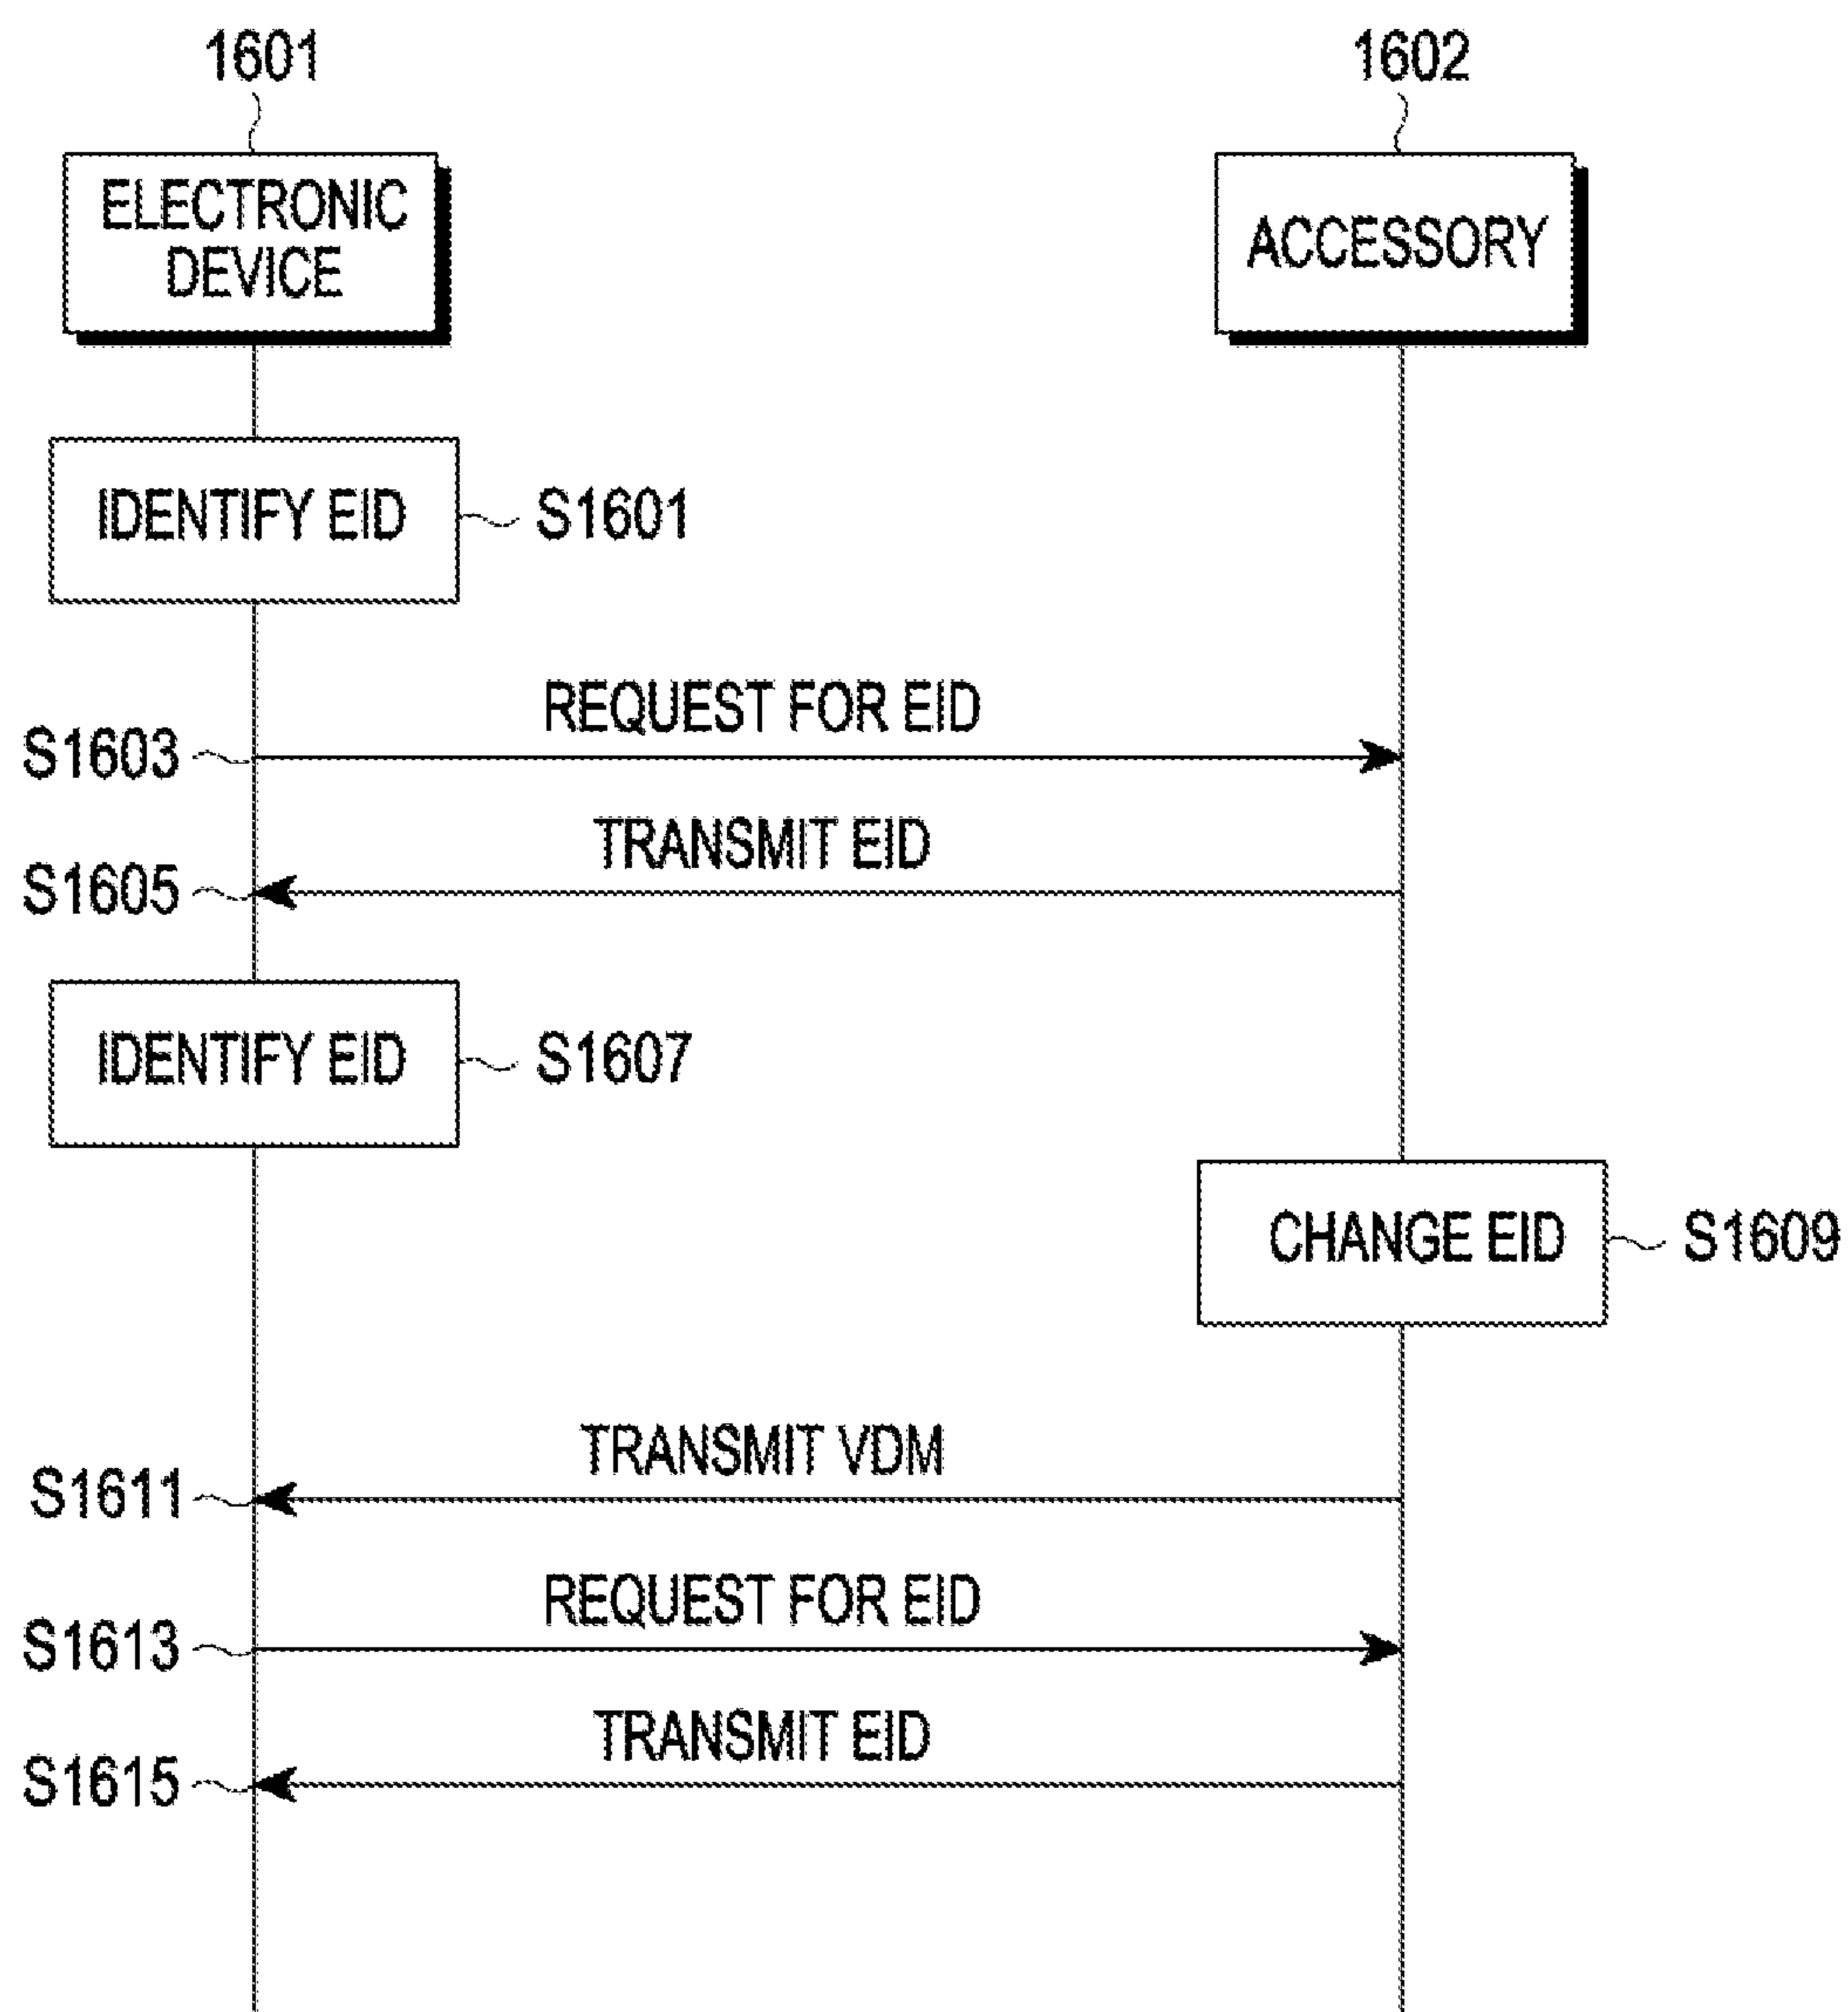 1601
1602
ELECTRONIC
DEVICE
ACCESSORY
IDENTIFY EID
S1601
REQUEST FOR EID
S1603
TRANSMIT EID
S1605
IDENTIFY EID
S1607
CHANGE EID
S1609
TRANSMIT VDM
S1611
REQUEST FOR EID
S1613
TRANSMIT EID
S1615